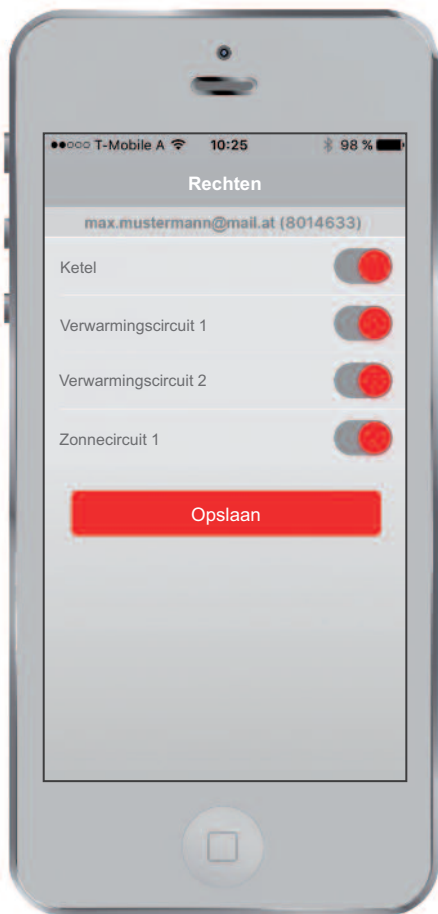 T-Mobile A 10:25 98 %
Rechten
max.mustermann@mail.at (8014633)
Ketel
Verwarmingscircuit 1
Verwarmingscircuit 2
Zonnecircuit 1
Opslaan